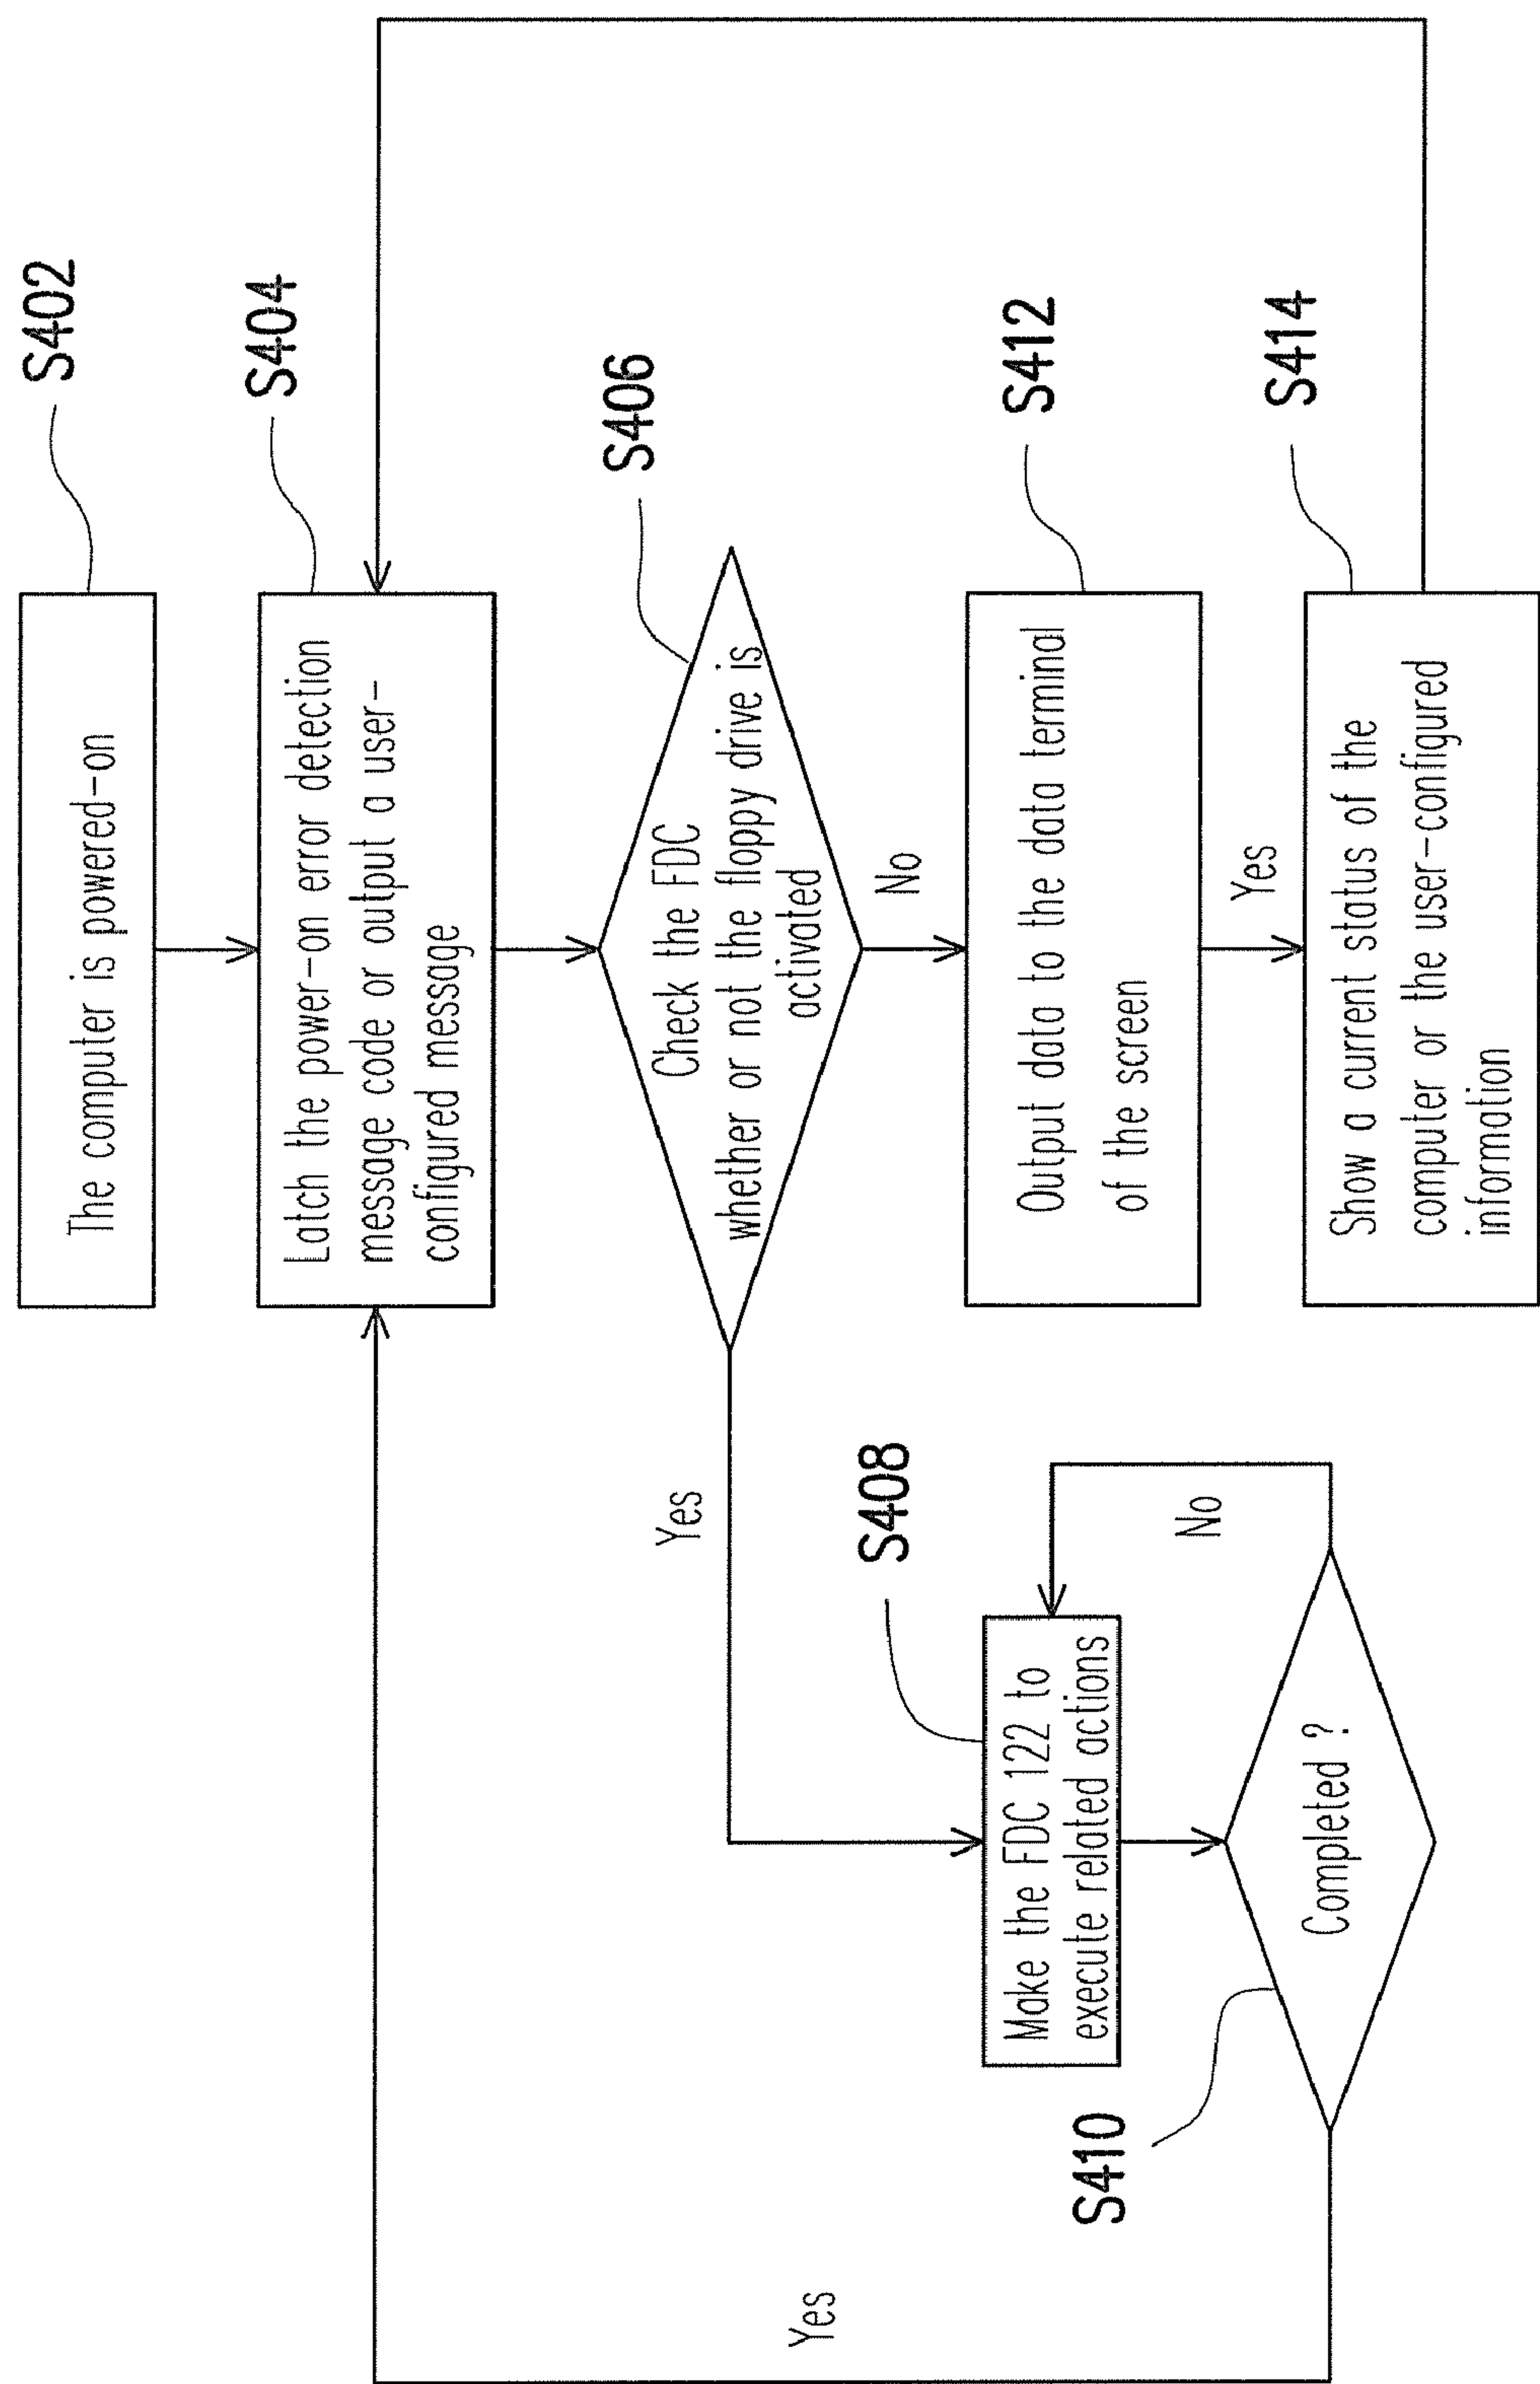 The computer is powered-on
S402
Latch the power-on error detection
message code or output a user-
configured message
S404
Check the FDC
whether or not the floppy drive is
activated
S406
Yes
No
Make the FDC 122 to
execute related actions
S408
No
Completed ?
S410
Yes
Output data to the data terminal
of the screen
S412
Yes
Show a current status of the
computer or the user-configured
information
S414